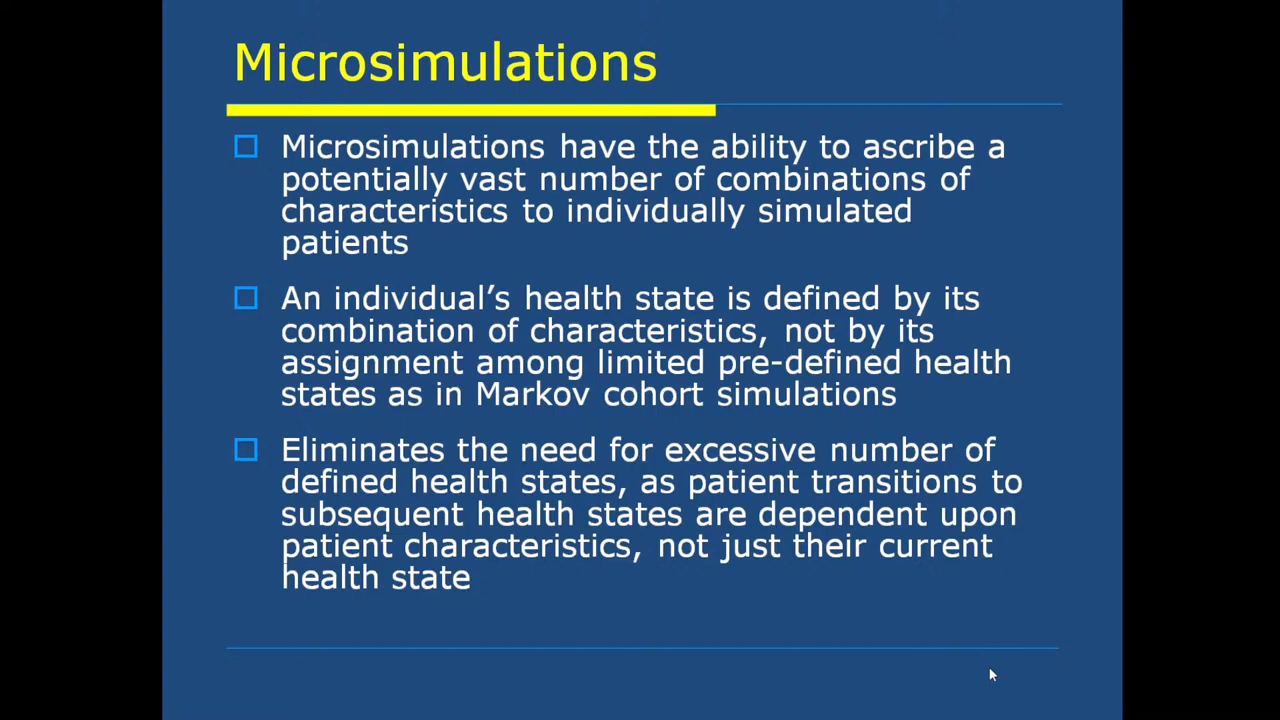 Microsimulations
Microsimulations have the ability to ascribe a
potentially vast number of combinations of
characteristics to individually simulated
patients
An individual’s health state is defined by its
combination of characteristics, not by its
assignment among limited pre-defined health
states as in Markov cohort simulations
Eliminates the need for excessive number of
defined health states, as patient transitions to
subsequent health states are dependent upon
patient characteristics, not just their current
health state